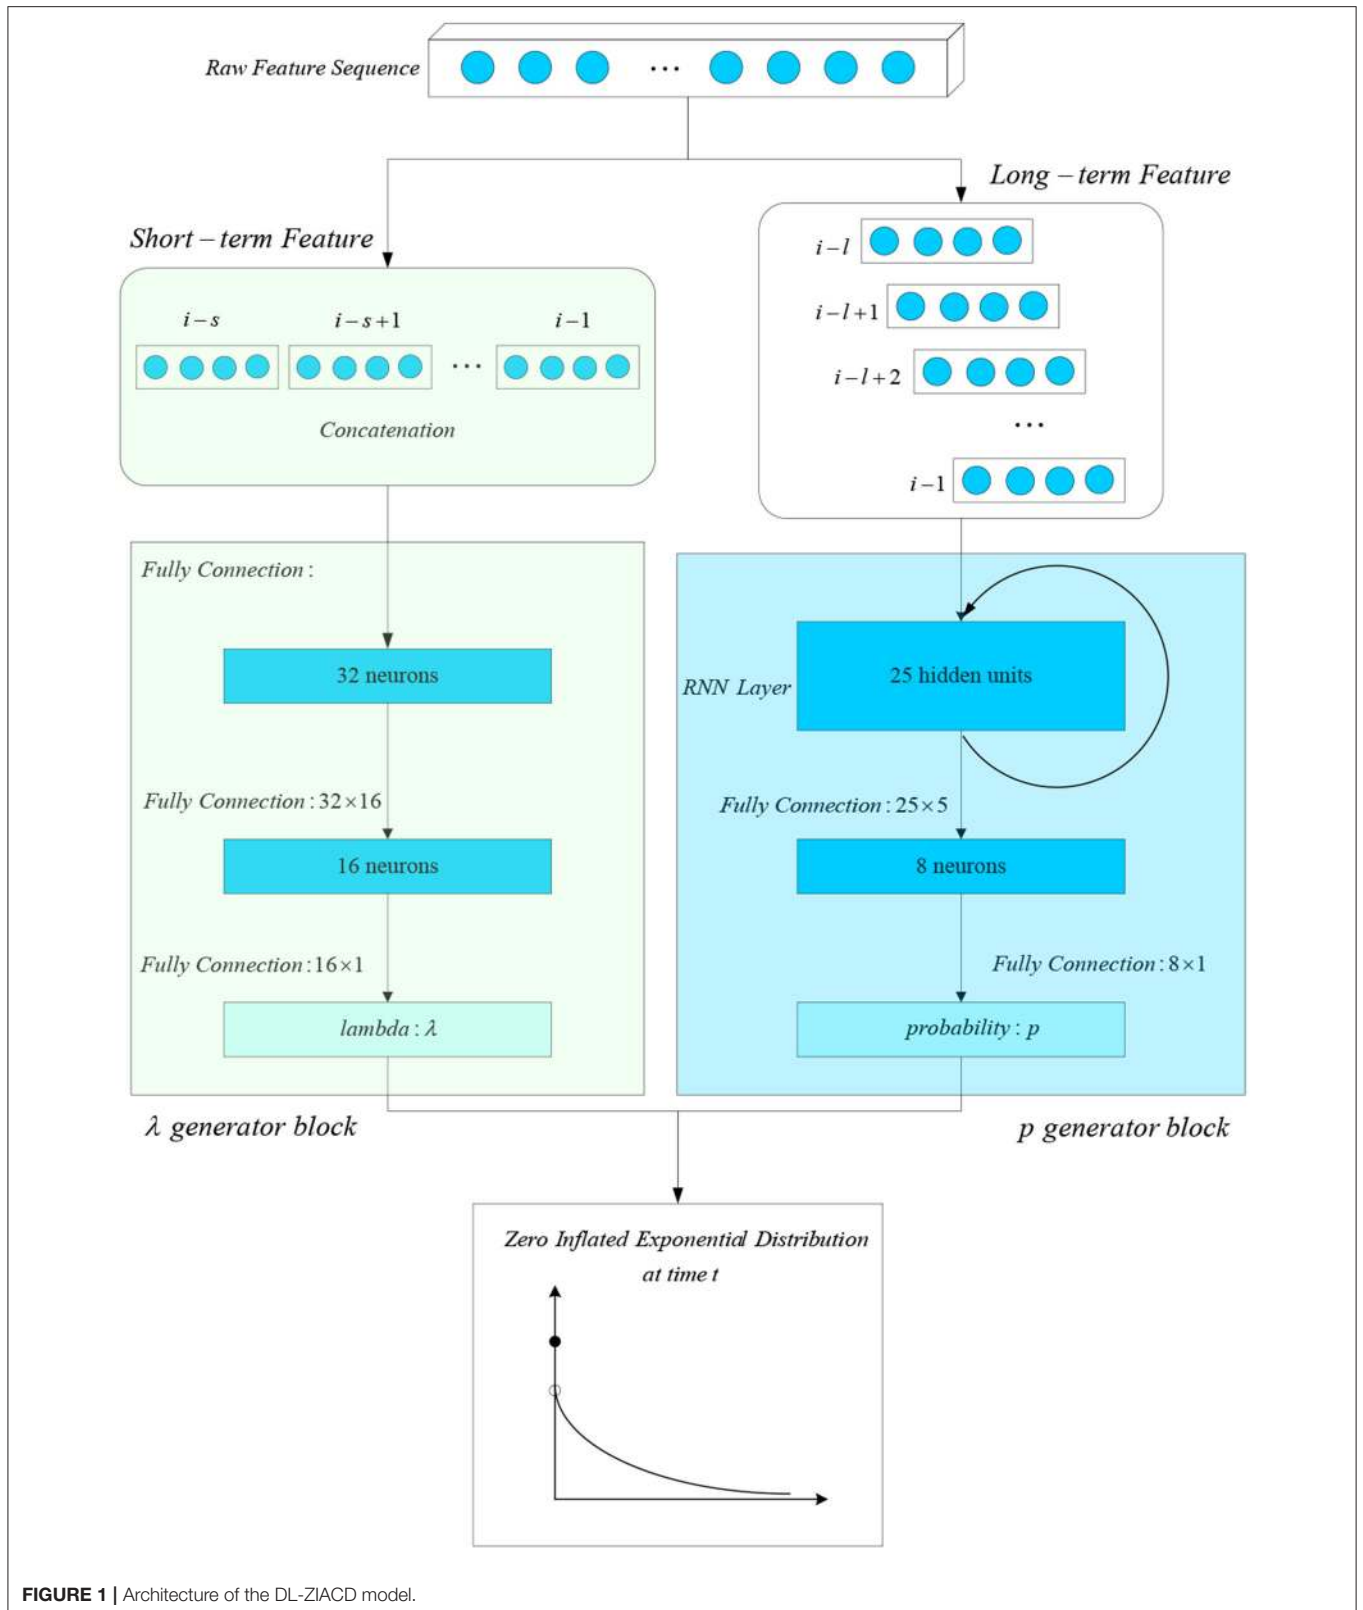 Raw Feature Sequence
...
Long – term Feature
Short – term Feature
i–l
i–l+1
i–l+2
...
i–1
i–s
i–s+1
i–1
...
Concatenation
Fully Connection:
32 neurons
Fully Connection: 32×16
16 neurons
Fully Connection: 16×1
lambda: λ
λ generator block
RNN Layer
25 hidden units
Fully Connection: 25×5
8 neurons
Fully Connection: 8×1
probability: p
p generator block
Zero Inflated Exponential Distribution
at time t
FIGURE 1 | Architecture of the DL-ZIACD model.